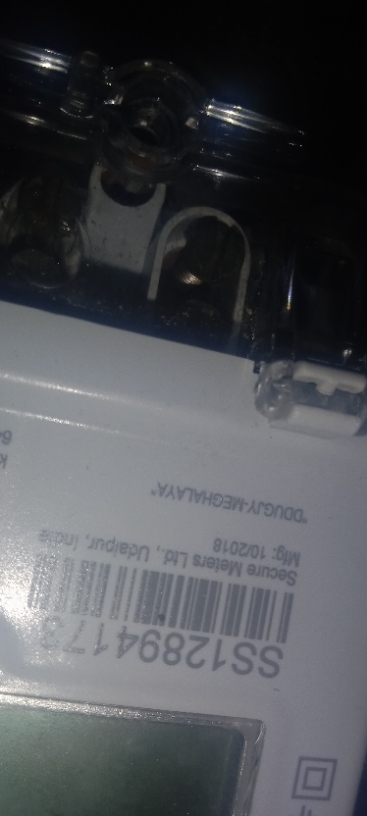 SS12894173
Secure Meters Ltd., Udaipur, India
Mfg: 10/2018
"DDUGJY-MEGHALAYA"